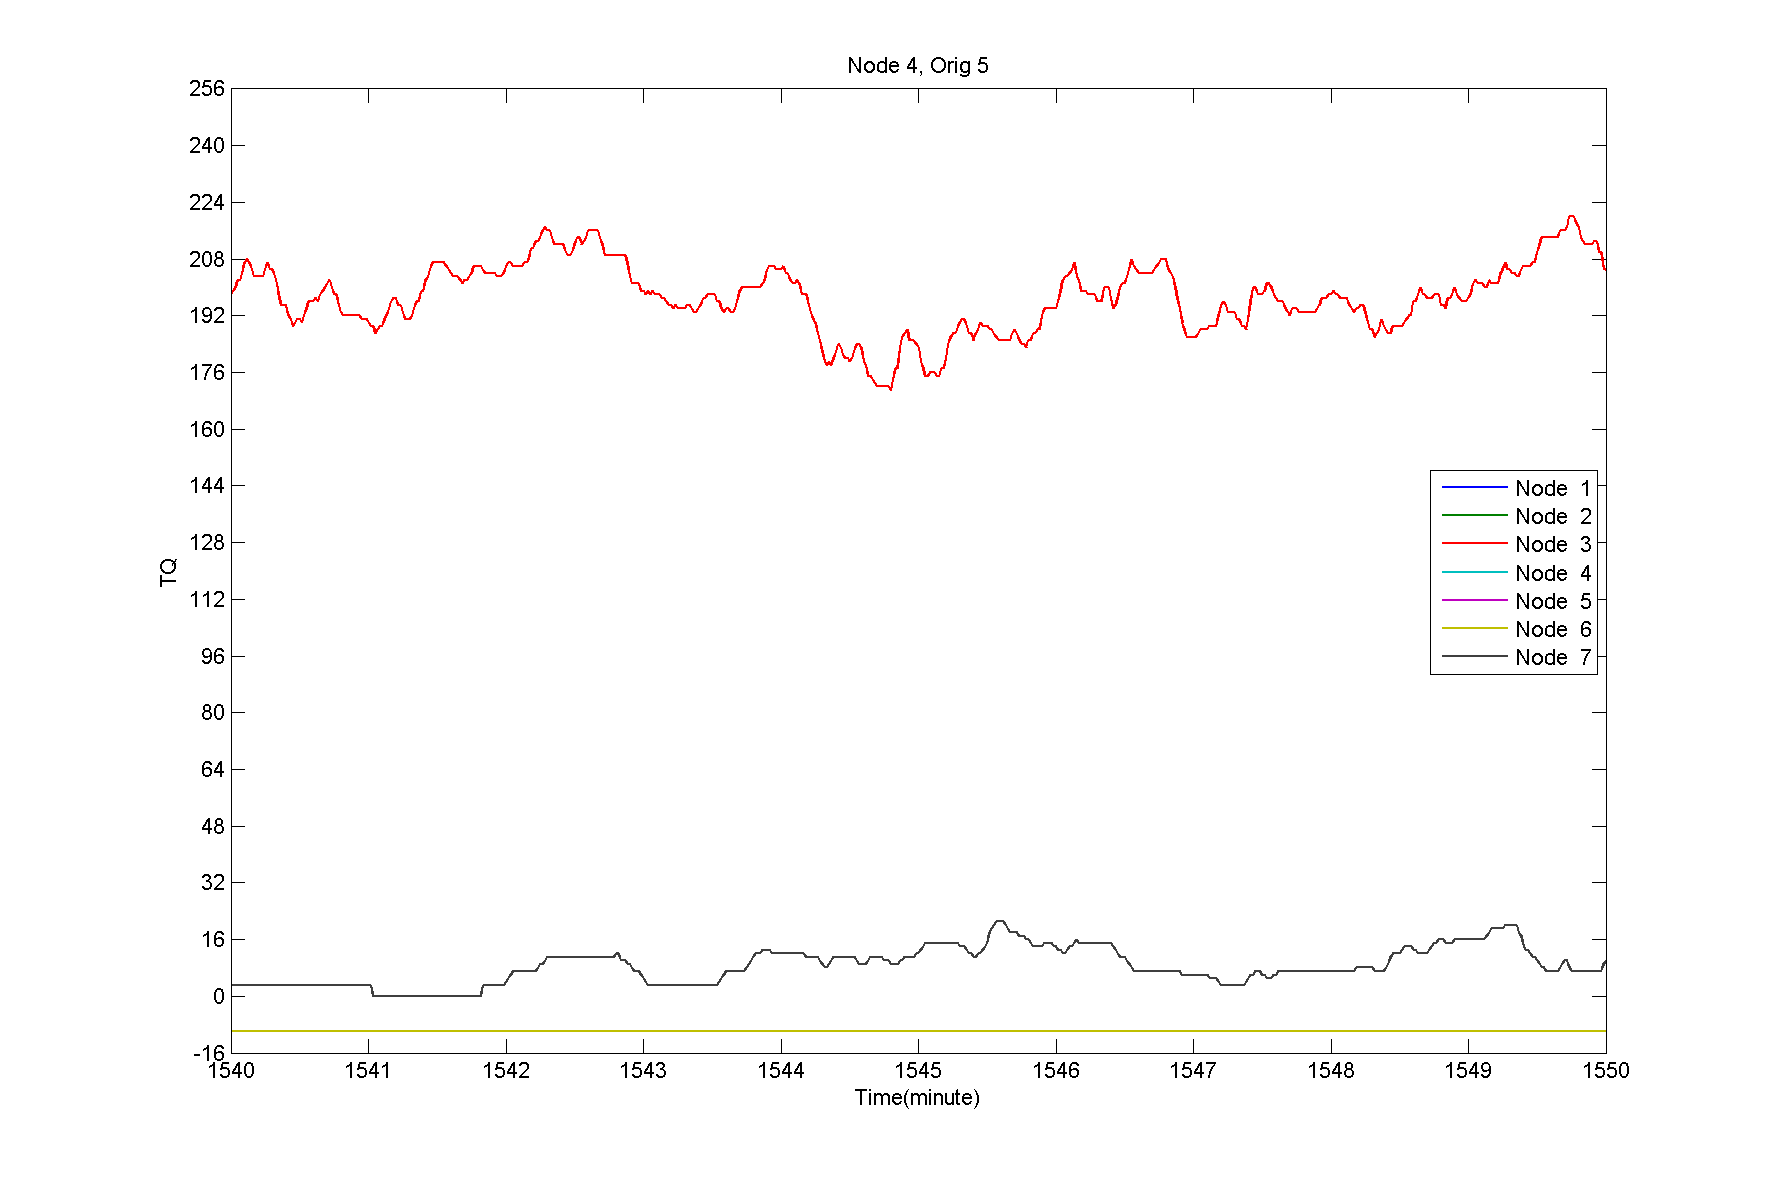 Node 4, Orig 5
256
240
224
208
192
176
160
144
128
112
96
80
64
48
32
16
0
-16
TQ
Node 1
Node 2
Node 3
Node 4
Node 5
Node 6
Node 7
1540 1541 1542 1543 1544 1545 1546 1547 1548 1549 1550
Time(minute)